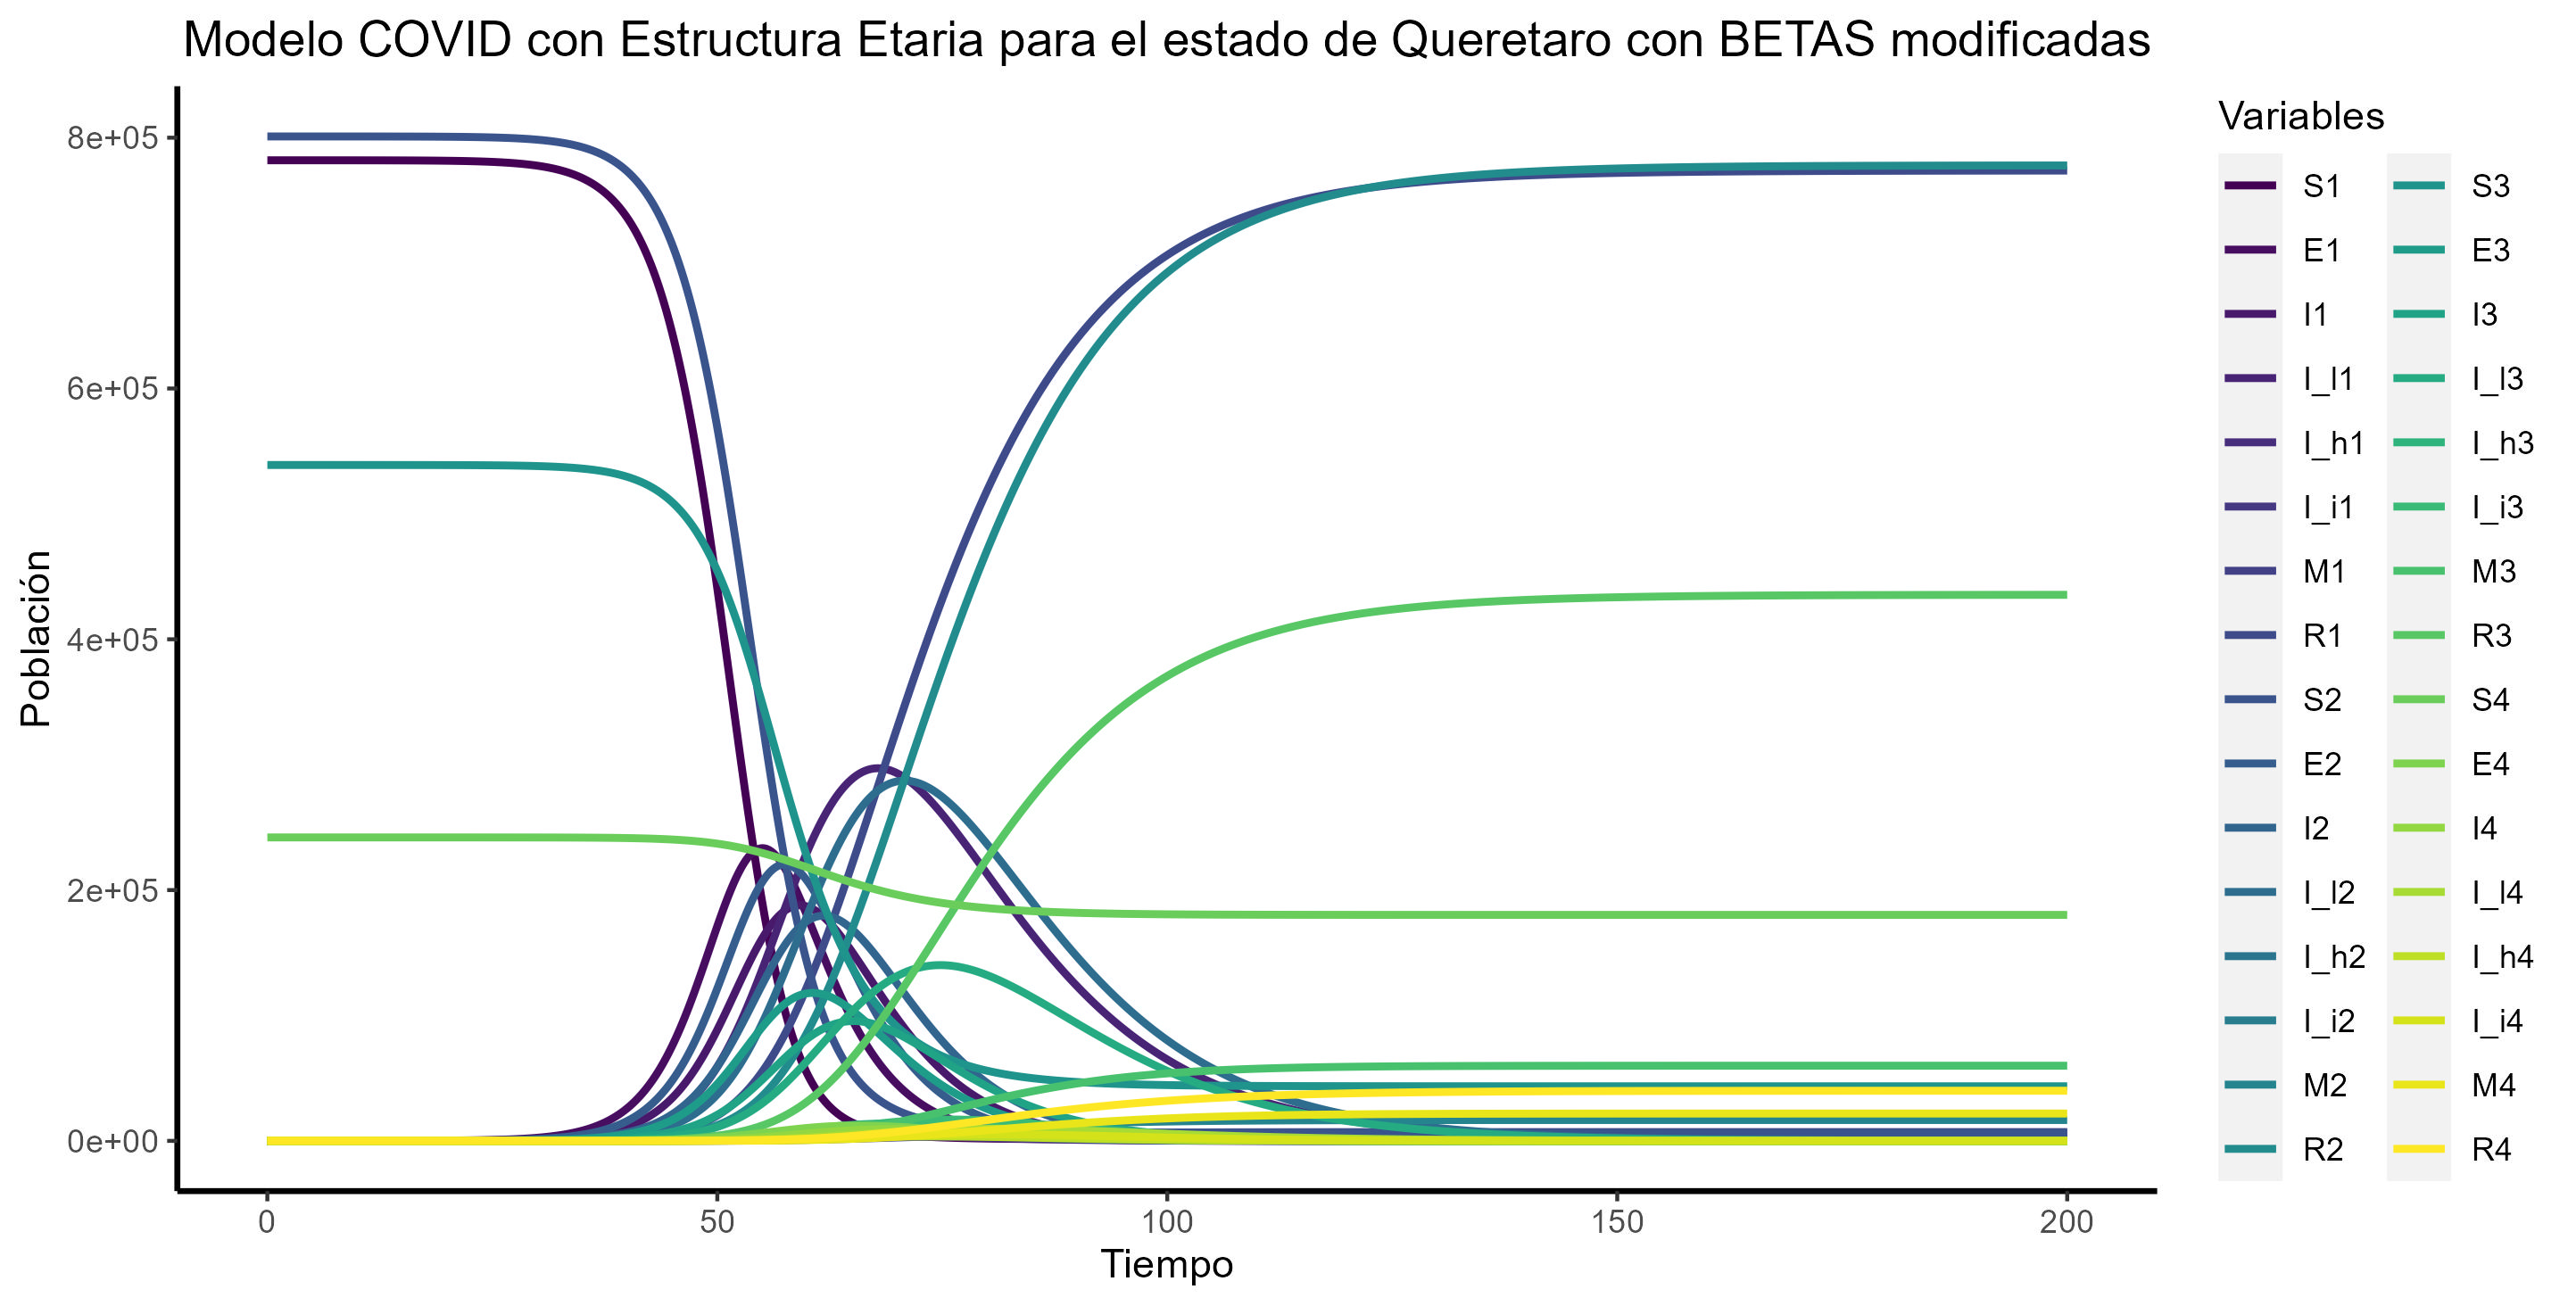 Modelo COVID con Estructura Etaria para el estado de Queretaro con BETAS modificadas
Población
8e+05
6e+05
4e+05
2e+05
0e+00
0 50 100 150 200
Tiempo
Variables
S1
E1
I1
I_l1
I_h1
I_i1
M1
R1
S2
E2
I2
I_l2
I_h2
I_i2
M2
R2
S3
E3
I3
I_l3
I_h3
I_i3
M3
R3
S4
E4
I4
I_l4
I_h4
I_i4
M4
R4